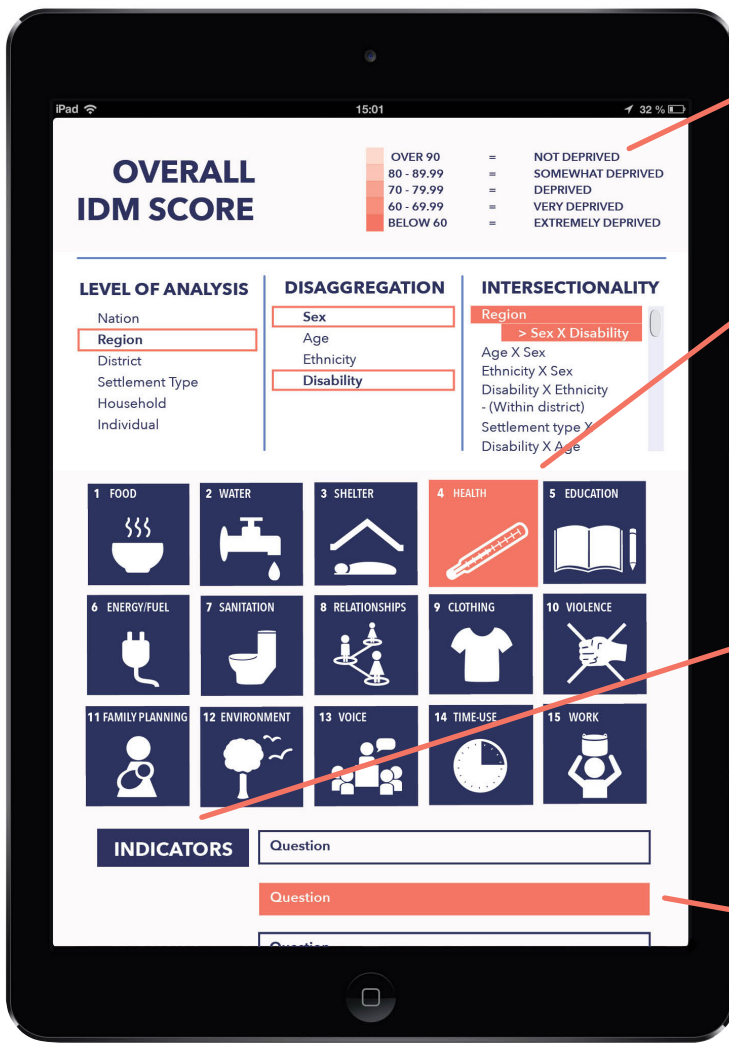 iPad 15:01 32 %
OVERALL
IDM SCORE
OVER 90 = NOT DEPRIVED
80 - 89.99 = SOMEWHAT DEPRIVED
70 - 79.99 = DEPRIVED
60 - 69.99 = VERY DEPRIVED
BELOW 60 = EXTREMELY DEPRIVED
LEVEL OF ANALYSIS
Nation
Region
District
Settlement Type
Household
Individual
DISAGGREGATION
Sex
Age
Ethnicity
Disability
INTERSECTIONALITY
Region
> Sex X Disability
Age X Sex
Ethnicity X Sex
Disability X Ethnicity
- (Within district)
Settlement type X
Disability X Age
1 FOOD
2 WATER
3 SHELTER
4 HEALTH
5 EDUCATION
6 ENERGY/FUEL
7 SANITATION
8 RELATIONSHIPS
9 CLOTHING
10 VIOLENCE
11 FAMILY PLANNING
12 ENVIRONMENT
13 VOICE
14 TIME-USE
15 WORK
INDICATORS
Question
Question
Question